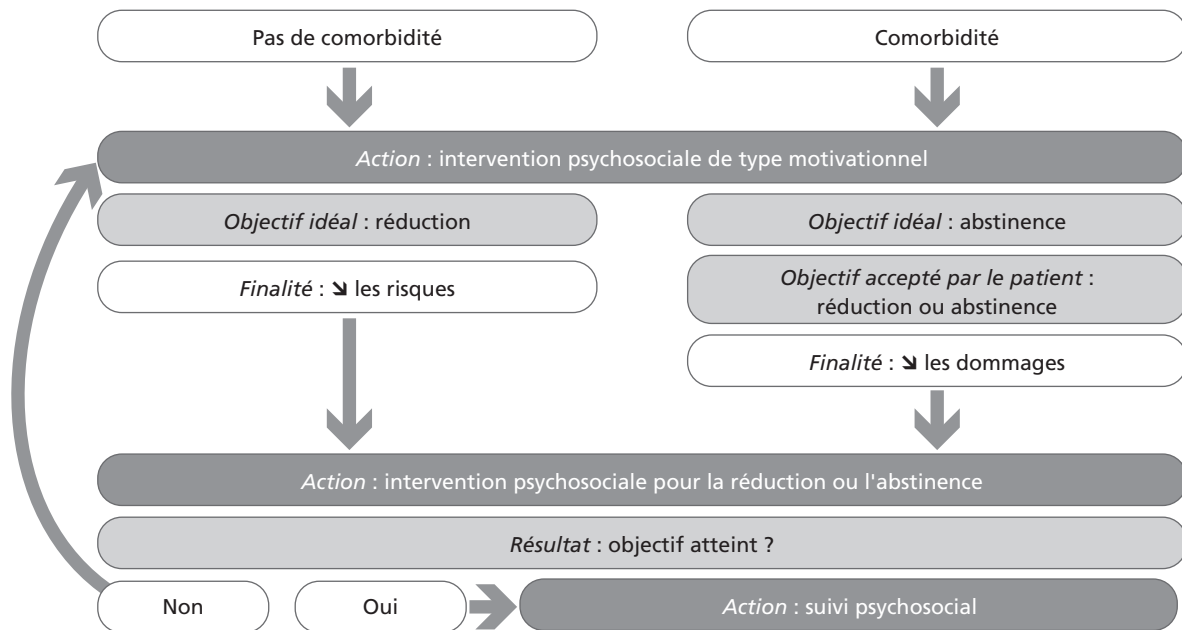 Pas de comorbidité
Comorbidité
Action : intervention psychosociale de type motivationnel
Objectif idéal : réduction
Objectif idéal : abstinence
Finalité : ➘ les risques
Objectif accepté par le patient :
réduction ou abstinence
Finalité : ➘ les dommages
Action : intervention psychosociale pour la réduction ou l'abstinence
Résultat : objectif atteint ?
Non
Oui
Action : suivi psychosocial